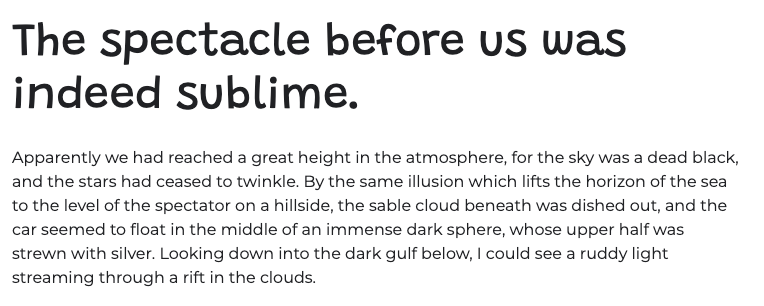 The spectacle before us was
indeed sublime.
Apparently we had reached a great height in the atmosphere, for the sky was a dead black,
and the stars had ceased to twinkle. By the same illusion which lifts the horizon of the sea
to the level of the spectator on a hillside, the sable cloud beneath was dished out, and the
car seemed to float in the middle of an immense dark sphere, whose upper half was
strewn with silver. Looking down into the dark gulf below, I could see a ruddy light
streaming through a rift in the clouds.